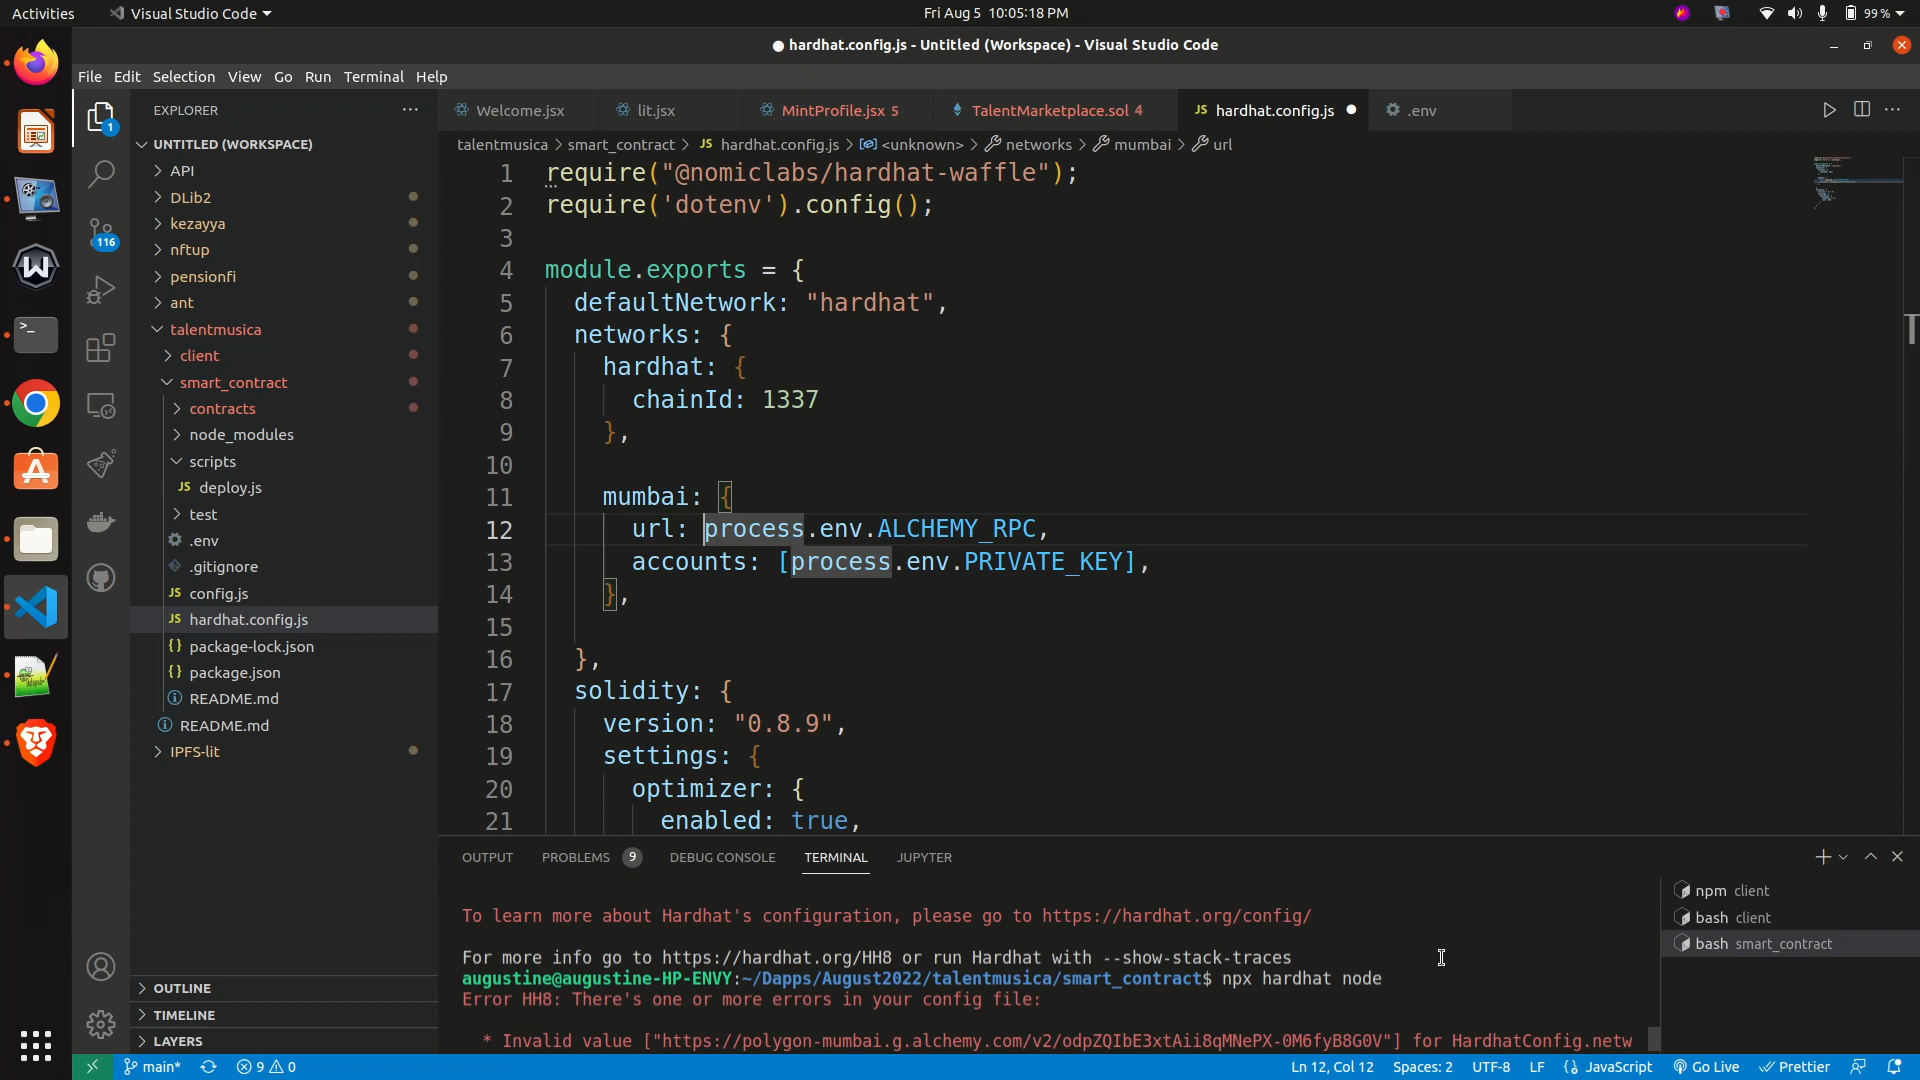 Activities
Visual Studio Code
Fri Aug 5 10:05:18 PM
99 %
● hardhat.config.js - Untitled (Workspace) - Visual Studio Code
File Edit Selection View Go Run Terminal Help
EXPLORER
UNTITLED (WORKSPACE)
API
DLib2
kezayya
nftup
pensionfi
ant
talentmusica
client
smart_contract
contracts
node_modules
scripts
JS deploy.js
test
.env
.gitignore
JS config.js
JS hardhat.config.js
{} package-lock.json
{} package.json
README.md
README.md
IPFS-lit
OUTLINE
TIMELINE
LAYERS
1
116
Welcome.jsx
lit.jsx
MintProfile.jsx 5
TalentMarketplace.sol 4
JS hardhat.config.js ●
.env
talentmusica > smart_contract > JS hardhat.config.js > <unknown> > networks > mumbai > url
1 require("@nomiclabs/hardhat-waffle");
2 require('dotenv').config();
3
4 module.exports = {
5 defaultNetwork: "hardhat",
6 networks: {
7 hardhat: {
8 chainId: 1337
9 },
10
11 mumbai: {
12 url: process.env.ALCHEMY_RPC,
13 accounts: [process.env.PRIVATE_KEY],
14 },
15
16 },
17 solidity: {
18 version: "0.8.9",
19 settings: {
20 optimizer: {
21 enabled: true,
OUTPUT PROBLEMS 9 DEBUG CONSOLE TERMINAL JUPYTER
To learn more about Hardhat's configuration, please go to https://hardhat.org/config/
For more info go to https://hardhat.org/HH8 or run Hardhat with --show-stack-traces
augustine@augustine-HP-ENVY:~/Dapps/August2022/talentmusica/smart_contract$ npx hardhat node
Error HH8: There's one or more errors in your config file:
* Invalid value ["https://polygon-mumbai.g.alchemy.com/v2/odpZQIbE3xtAii8qMNePX-0M6fyB8G0V"] for HardhatConfig.netw
npm client
bash client
bash smart_contract
main* 9 0
Ln 12, Col 12 Spaces: 2 UTF-8 LF {} JavaScript Go Live Prettier